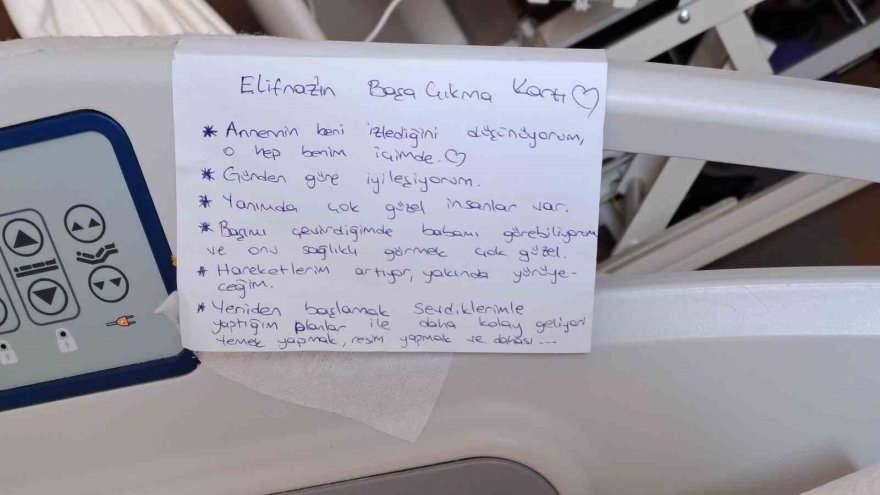 Elifnaz'ın Başa Çıkma Kartı ♡
* Annemin beni izlediğini düşünüyorum,
o hep benim içimde. ♡
* Günden güne iyileşiyorum.
* Yanımda çok güzel insanlar var.
* Başımı çevirdiğimde babamı görebiliyorum
ve onu sağlıklı görmek çok güzel.
* Hareketlerim artıyor, yakında yürüye-
ceğim.
* Yeniden başlamak sevdiklerimle
yaptığım planlar ile daha kolay geliyor.
Yemek yapmak, resim yapmak ve dahası...